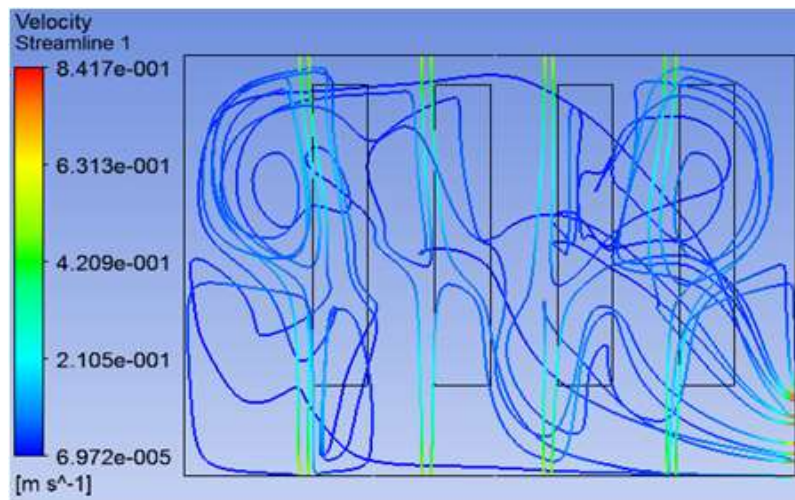 Velocity
Streamline 1
8.417e-001
6.313e-001
4.209e-001
2.105e-001
6.972e-005
[m s^-1]